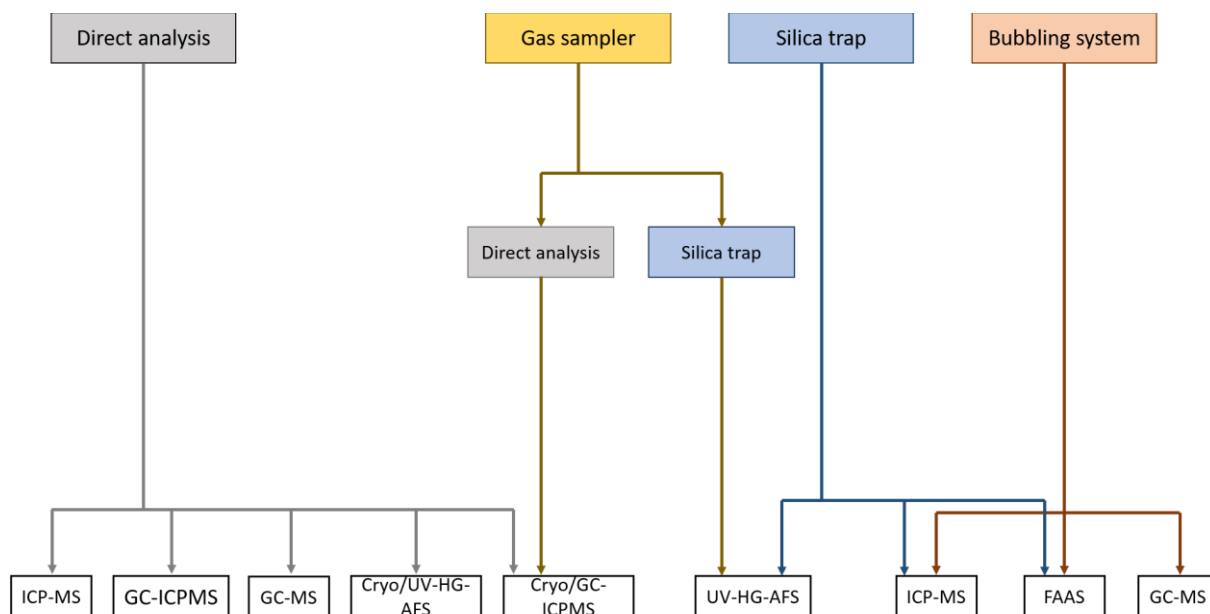 Direct analysis
Gas sampler
Silica trap
Bubbling system
Direct analysis
Silica trap
ICP-MS
GC-ICPMS
GC-MS
Cryo/UV-HG-
AFS
Cryo/GC-
ICPMS
UV-HG-AFS
ICP-MS
FAAS
GC-MS